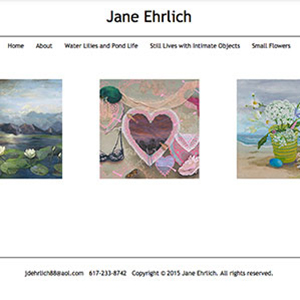 Jane Ehrlich
Home About Water Lilies and Pond Life Still Lives with Intimate Objects Small Flowers
jdehrlich88@aol.com 617-233-8742 Copyright © 2015 Jane Ehrlich. All rights reserved.